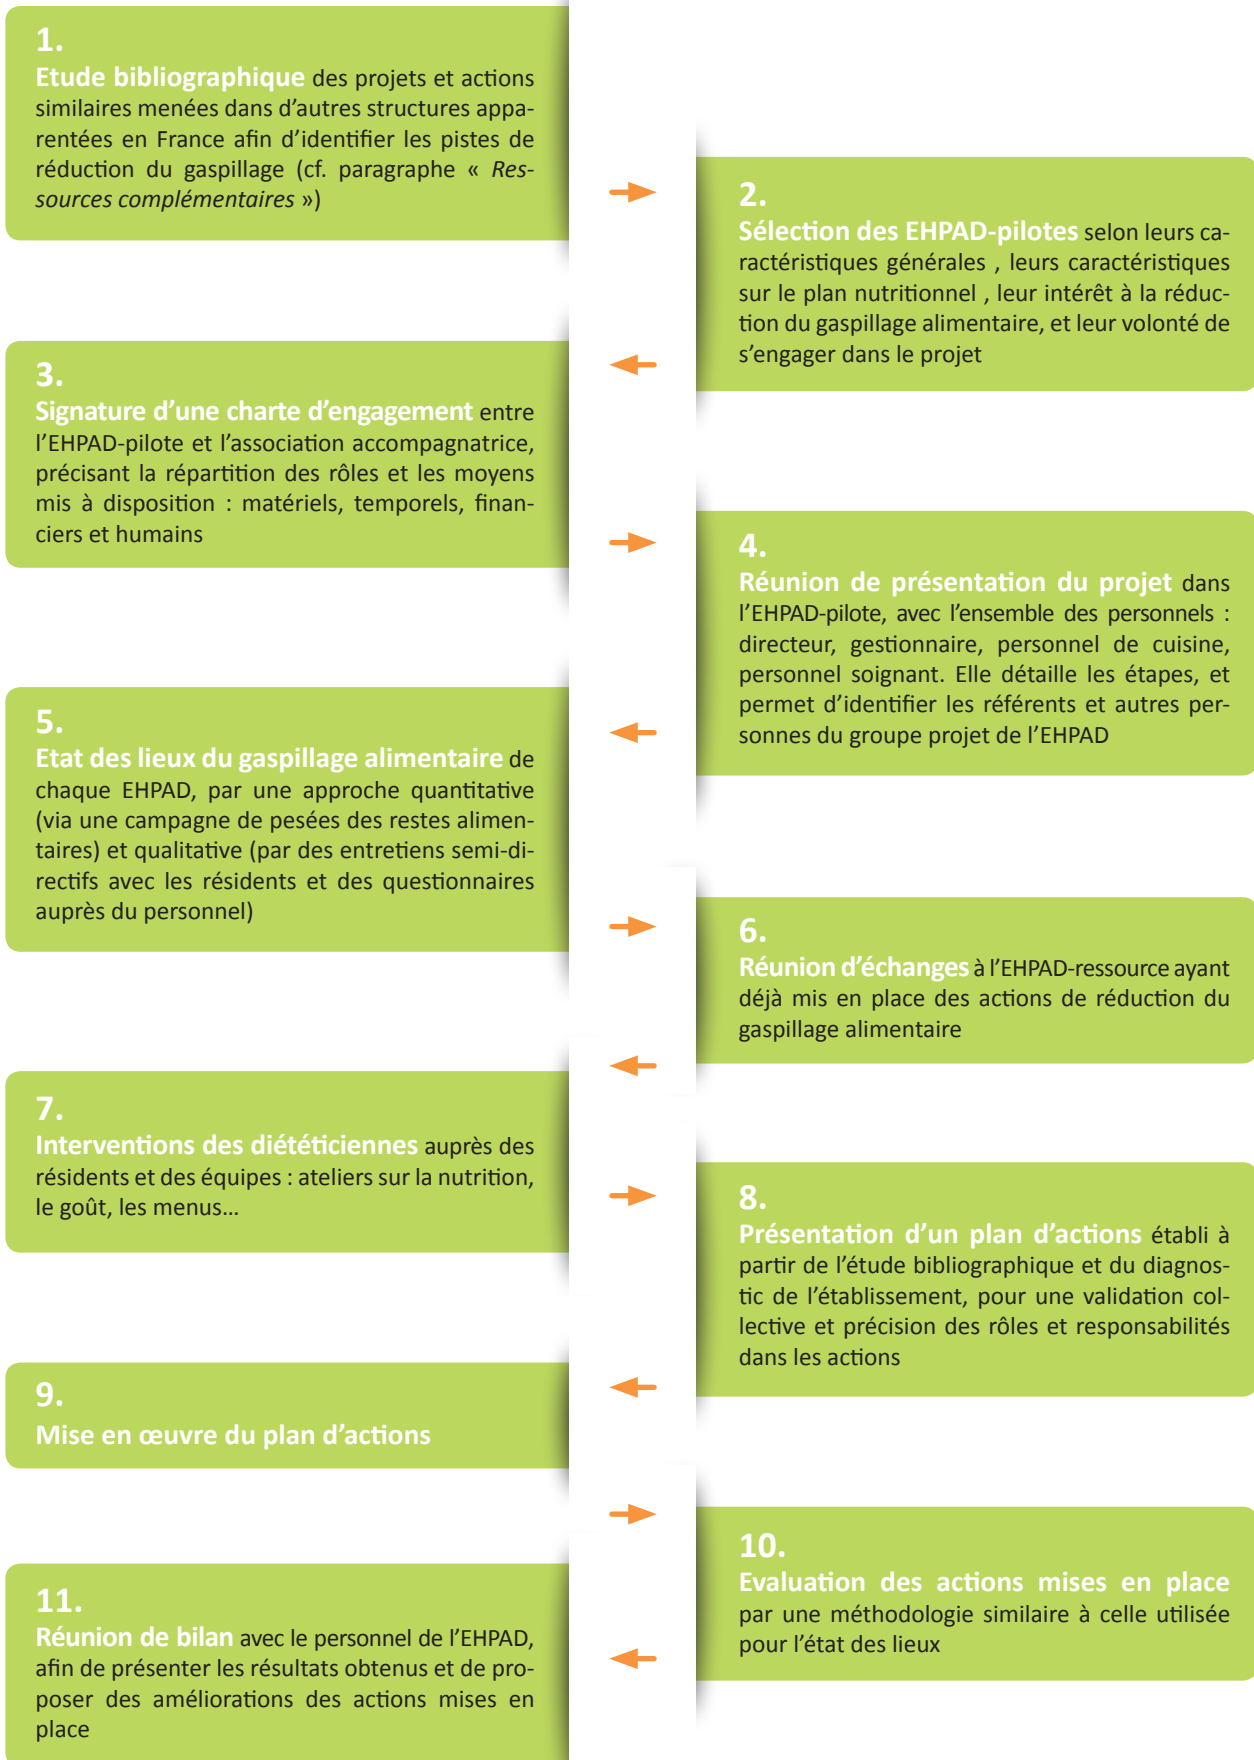 1.
Etude bibliographique des projets et actions
similaires menées dans d'autres structures appa-
rentées en France afin d'identifier les pistes de
réduction du gaspillage (cf. paragraphe « Res-
sources complémentaires »)
2.
Sélection des EHPAD-pilotes selon leurs ca-
ractéristiques générales , leurs caractéristiques
sur le plan nutritionnel , leur intérêt à la réduc-
tion du gaspillage alimentaire, et leur volonté de
s'engager dans le projet
3.
Signature d'une charte d'engagement entre
l'EHPAD-pilote et l'association accompagnatrice,
précisant la répartition des rôles et les moyens
mis à disposition : matériels, temporels, finan-
ciers et humains
4.
Réunion de présentation du projet dans
l'EHPAD-pilote, avec l'ensemble des personnels :
directeur, gestionnaire, personnel de cuisine,
personnel soignant. Elle détaille les étapes, et
permet d'identifier les référents et autres per-
sonnes du groupe projet de l'EHPAD
5.
Etat des lieux du gaspillage alimentaire de
chaque EHPAD, par une approche quantitative
(via une campagne de pesées des restes alimen-
taires) et qualitative (par des entretiens semi-di-
rectifs avec les résidents et des questionnaires
auprès du personnel)
6.
Réunion d'échanges à l'EHPAD-ressource ayant
déjà mis en place des actions de réduction du
gaspillage alimentaire
7.
Interventions des diététiciennes auprès des
résidents et des équipes : ateliers sur la nutrition,
le goût, les menus...
8.
Présentation d'un plan d'actions établi à
partir de l'étude bibliographique et du diagnos-
tic de l'établissement, pour une validation col-
lective et précision des rôles et responsabilités
dans les actions
9.
Mise en œuvre du plan d'actions
10.
Evaluation des actions mises en place
par une méthodologie similaire à celle utilisée
pour l'état des lieux
11.
Réunion de bilan avec le personnel de l'EHPAD,
afin de présenter les résultats obtenus et de pro-
poser des améliorations des actions mises en
place